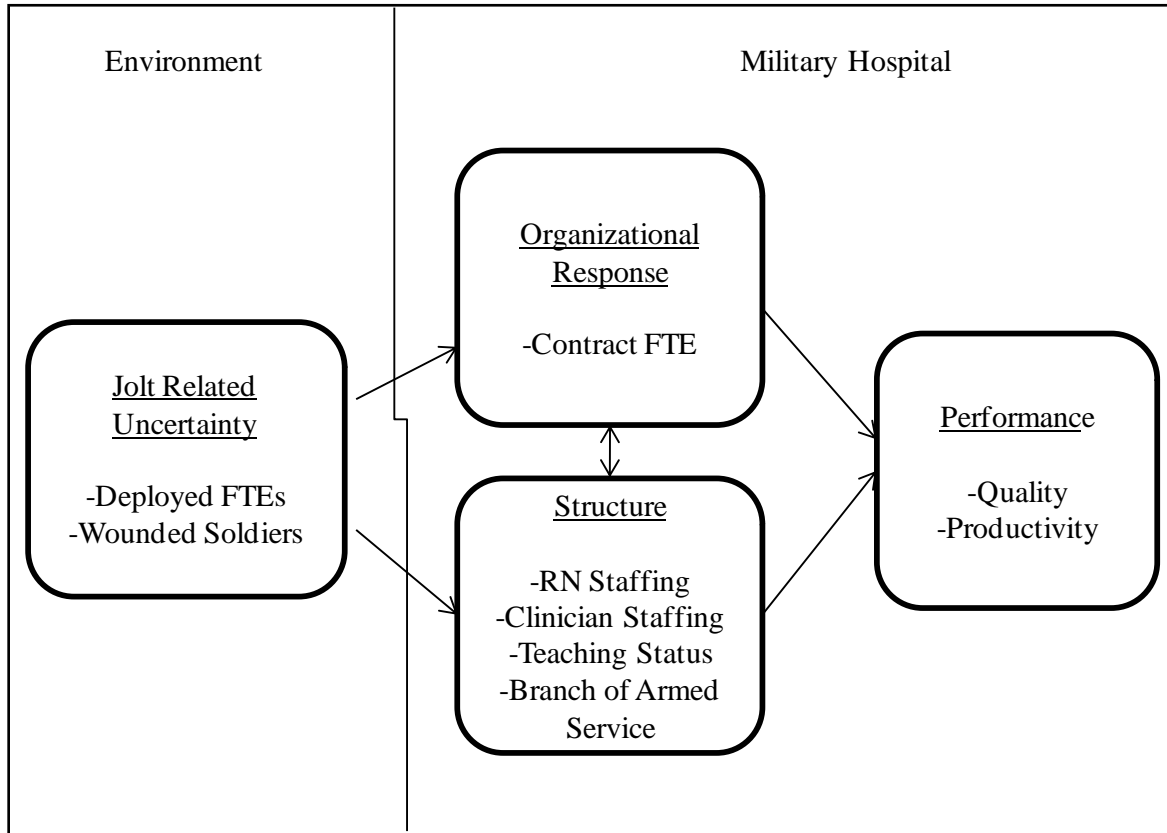 Environment
Military Hospital
Jolt Related
Uncertainty
-Deployed FTEs
-Wounded Soldiers
Organizational
Response
-Contract FTE
Structure
-RN Staffing
-Clinician Staffing
-Teaching Status
-Branch of Armed
Service
Performance
-Quality
-Productivity